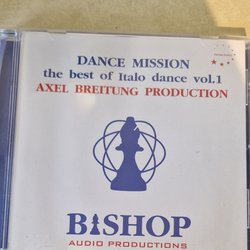 DANCE MISSION
the best of Italo dance vol.1
AXEL BREITUNG PRODUCTION
BISHOP
AUDIO PRODUCTIONS